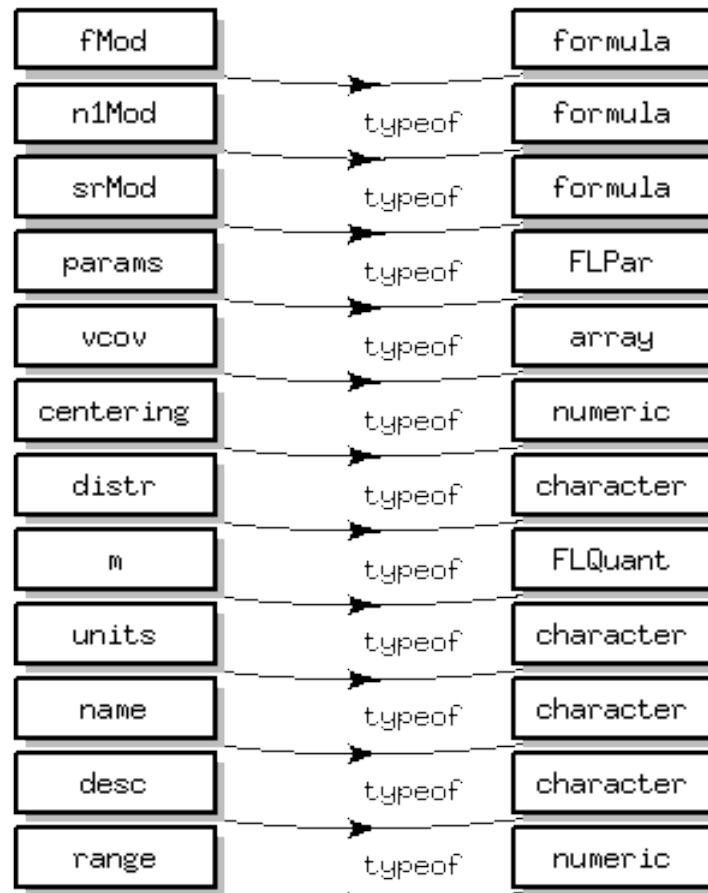 fMod formula
typeof
n1Mod formula
typeof
srMod formula
typeof
params FLPar
typeof
vcov array
typeof
centering numeric
typeof
distr character
typeof
m FLQuant
typeof
units character
typeof
name character
typeof
desc character
typeof
range numeric